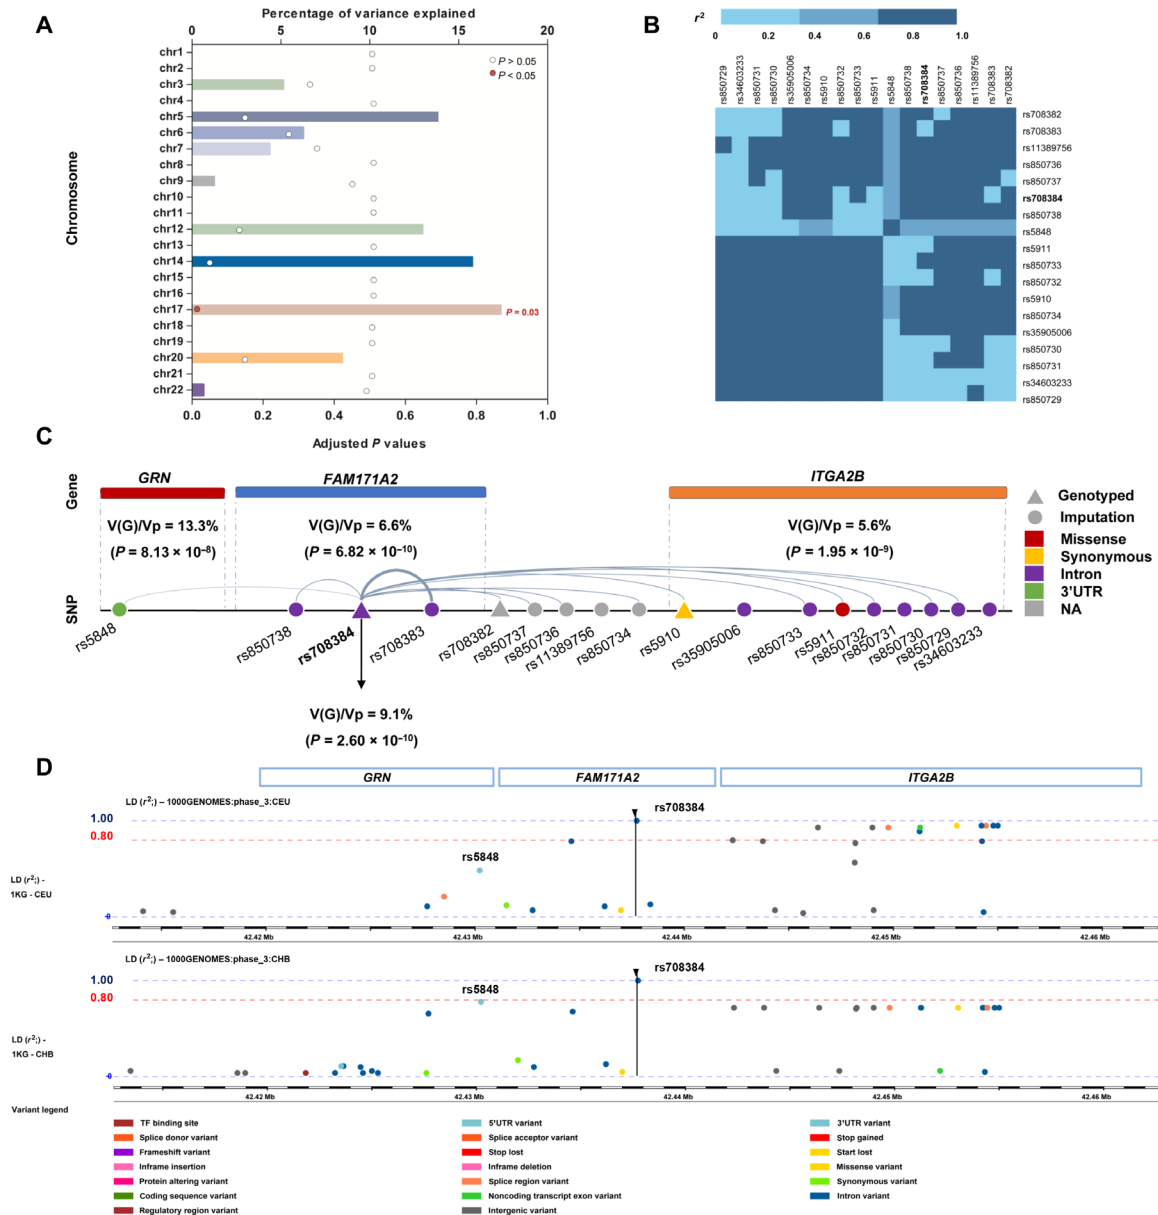 A
Percentage of variance explained
0 5 10 15 20
P > 0.05
P < 0.05
Chromosome
chr1
chr2
chr3
chr4
chr5
chr6
chr7
chr8
chr9
chr10
chr11
chr12
chr13
chr14
chr15
chr16
chr17
P = 0.03
chr18
chr19
chr20
chr21
chr22
0.0 0.2 0.4 0.6 0.8 1.0
Adjusted P values
B
r²
0 0.2 0.4 0.6 0.8 1.0
rs850729
rs34603233
rs850731
rs850730
rs35905006
rs850734
rs5910
rs850732
rs850733
rs5911
rs5848
rs850738
rs708384
rs850737
rs850736
rs11389756
rs708383
rs708382
rs708382
rs708383
rs11389756
rs850736
rs850737
rs708384
rs850738
rs5848
rs5911
rs850733
rs850732
rs5910
rs850734
rs35905006
rs850730
rs850731
rs34603233
rs850729
C
Gene
GRN
FAM171A2
ITGA2B
V(G)/Vp = 13.3%
(P = 8.13 × 10⁻⁸)
V(G)/Vp = 6.6%
(P = 6.82 × 10⁻¹⁰)
V(G)/Vp = 5.6%
(P = 1.95 × 10⁻⁹)
Genotyped
Imputation
Missense
Synonymous
Intron
3'UTR
NA
SNP
rs5848
rs850738
rs708384
rs708383
rs708382
rs850737
rs850736
rs11389756
rs850734
rs5910
rs35905006
rs850733
rs5911
rs850732
rs850731
rs850730
rs850729
rs34603233
V(G)/Vp = 9.1%
(P = 2.60 × 10⁻¹⁰)
D
GRN
FAM171A2
ITGA2B
LD (r²;) – 1000GENOMES:phase_3:CEU
rs708384
1.00
0.80
rs5848
LD (r²;) -
1KG - CEU
0
42.42 Mb 42.43 Mb 42.44 Mb 42.45 Mb 42.46 Mb
LD (r²;) – 1000GENOMES:phase_3:CHB
rs708384
1.00
0.80
rs5848
LD (r²;) -
1KG - CHB
0
42.42 Mb 42.43 Mb 42.44 Mb 42.45 Mb 42.46 Mb
Variant legend
TF binding site
Splice donor variant
Frameshift variant
Inframe insertion
Protein altering variant
Coding sequence variant
Regulatory region variant
5'UTR variant
Splice acceptor variant
Stop lost
Inframe deletion
Splice region variant
Noncoding transcript exon variant
Intergenic variant
3'UTR variant
Stop gained
Start lost
Missense variant
Synonymous variant
Intron variant